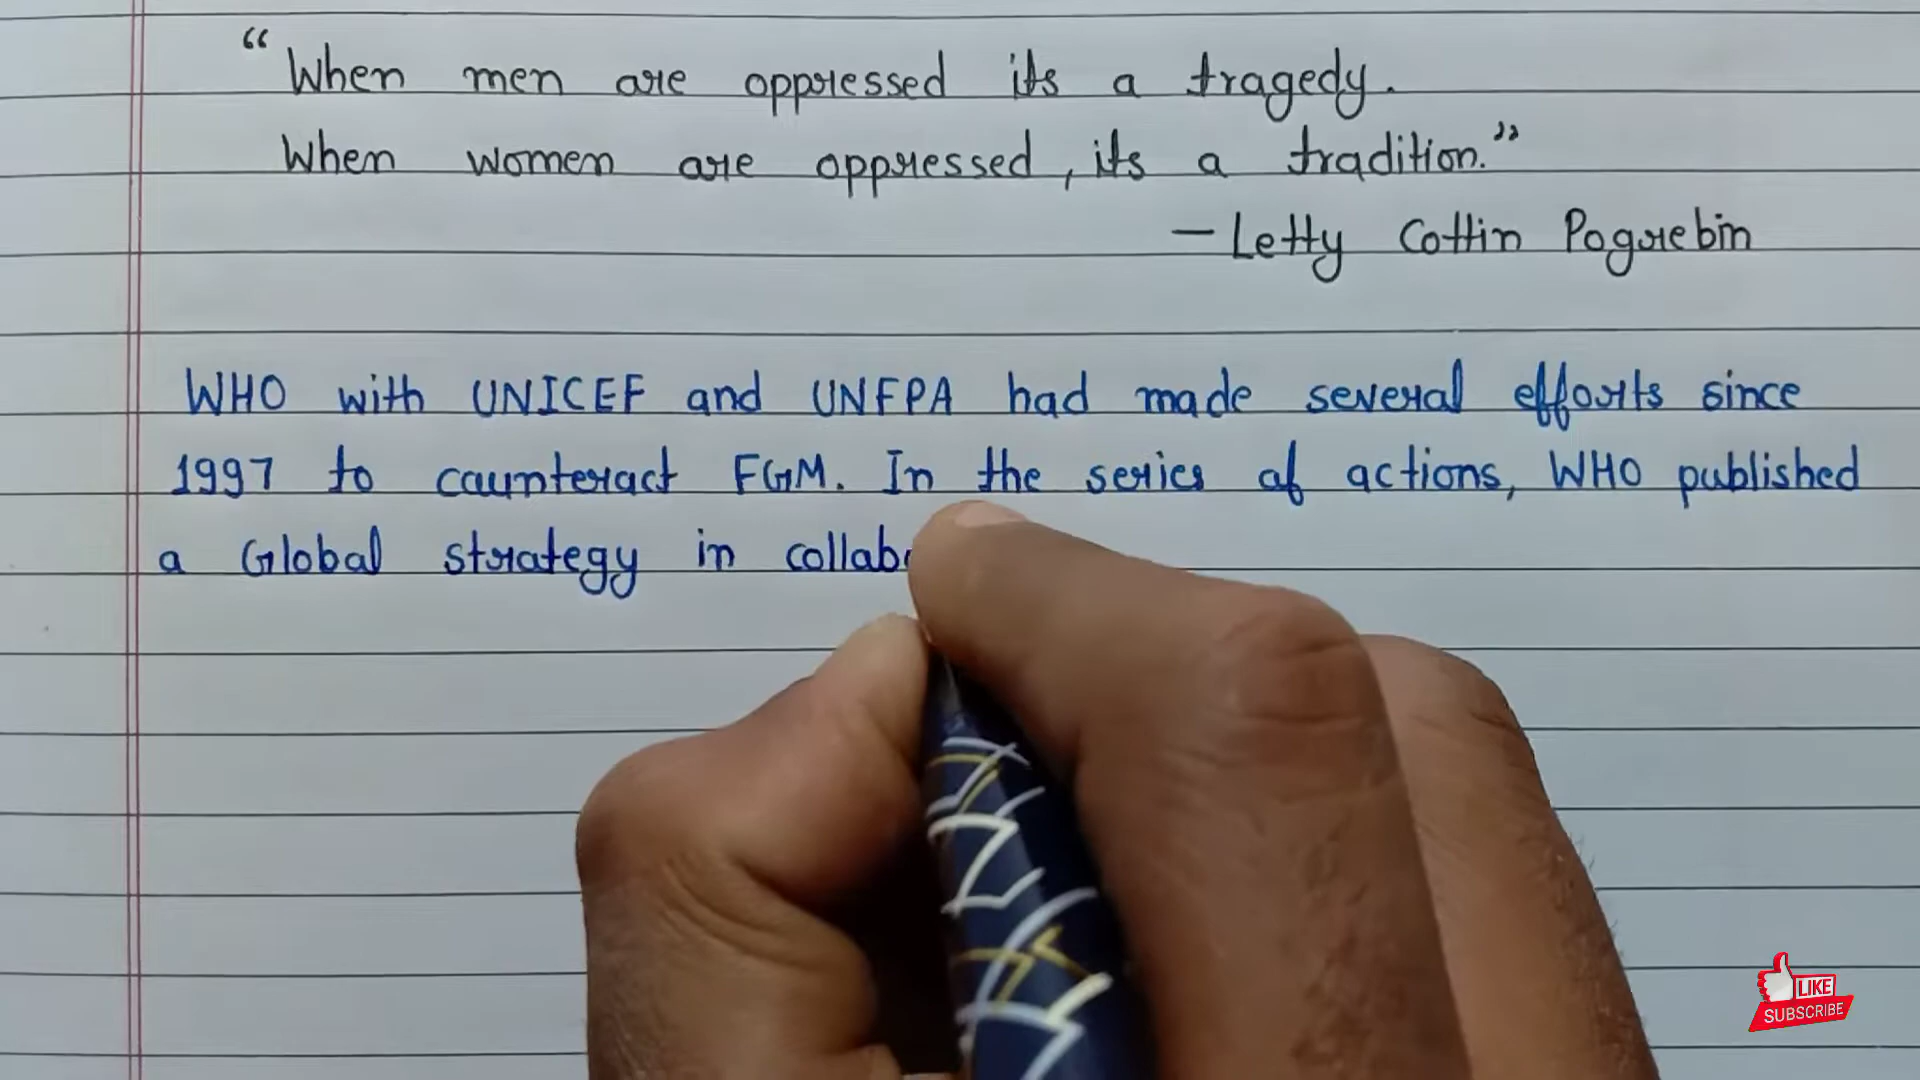 “When men are oppressed its a tragedy.
When women are oppressed, its a tradition.”
— Letty Cottin Pogrebin
WHO with UNICEF and UNFPA had made several efforts since
1997 to counteract FGM. In the series of actions, WHO published
a Global strategy in
LIKE
SUBSCRIBE